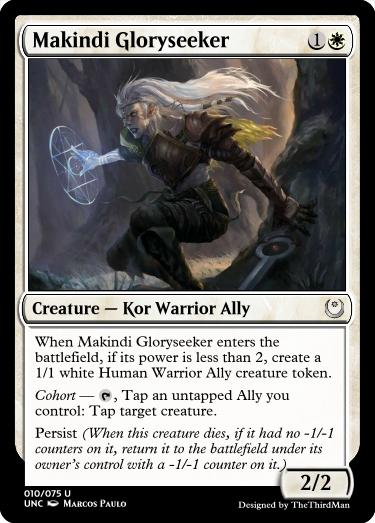 Makindi Gloryseeker 1
Creature — Kor Warrior Ally
When Makindi Gloryseeker enters the
battlefield, if its power is less than 2, create a
1/1 white Human Warrior Ally creature token.
Cohort — , Tap an untapped Ally you
control: Tap target creature.
Persist (When this creature dies, if it had no -1/-1
counters on it, return it to the battlefield under its
owner's control with a -1/-1 counter on it.)
2/2
010/075 U
UNC Marcos Paulo
Designed by TheThirdMan